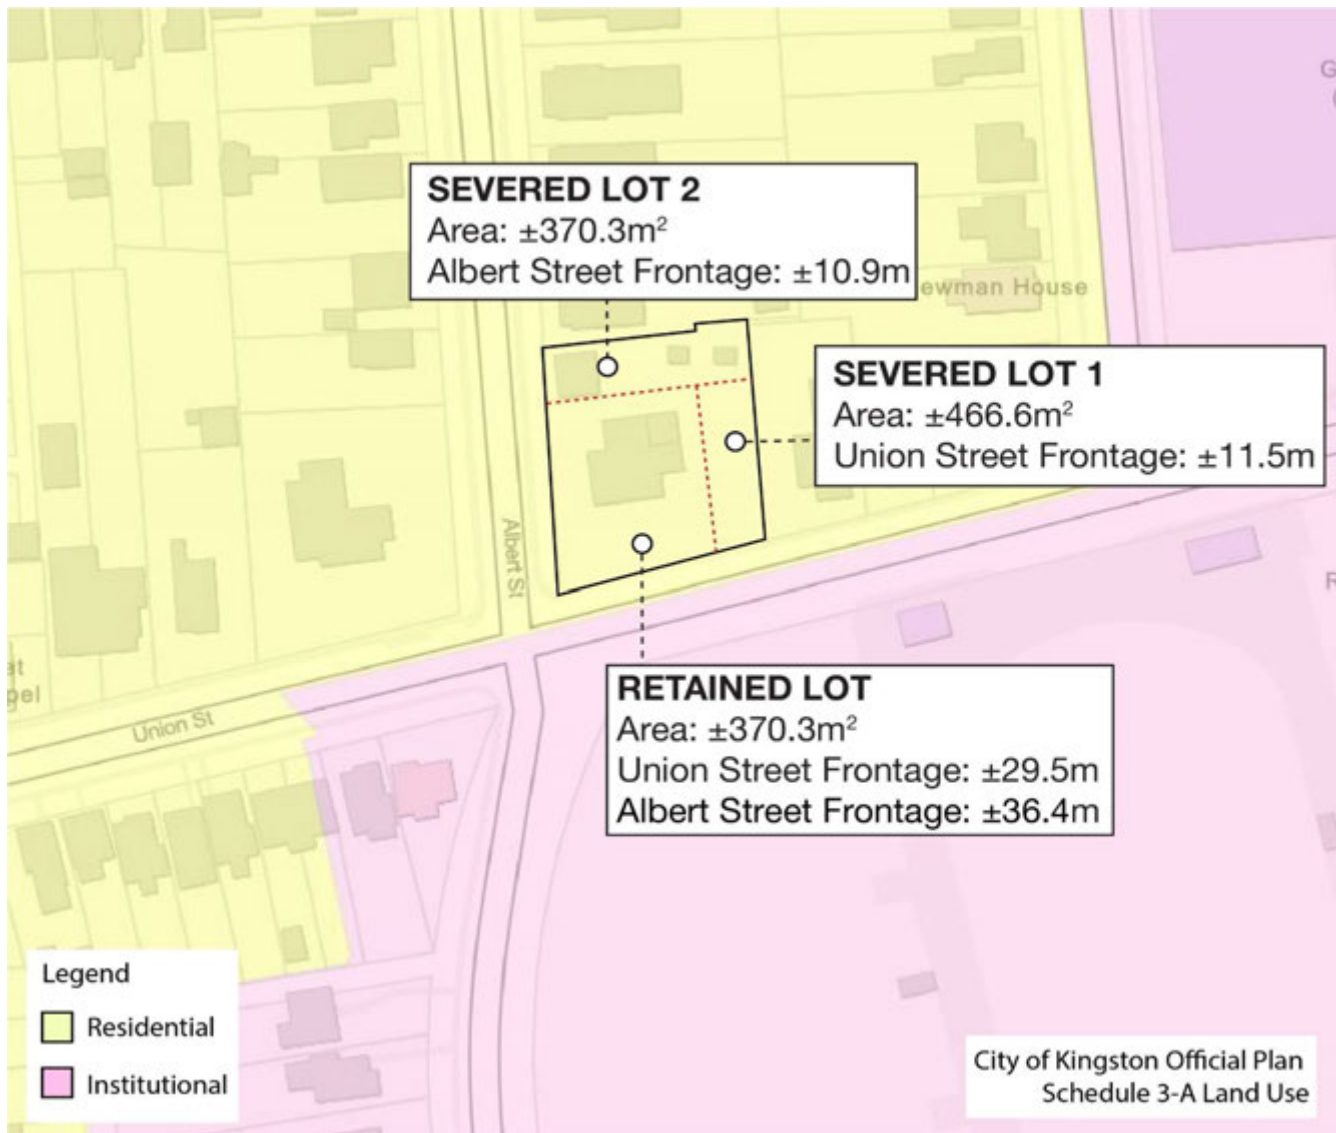 SEVERED LOT 2
Area: ±370.3m²
Albert Street Frontage: ±10.9m
ewman House
SEVERED LOT 1
Area: ±466.6m²
Union Street Frontage: ±11.5m
Albert St
RETAINED LOT
Area: ±370.3m²
Union Street Frontage: ±29.5m
Albert Street Frontage: ±36.4m
Union St
Legend
Residential
Institutional
City of Kingston Official Plan
Schedule 3-A Land Use